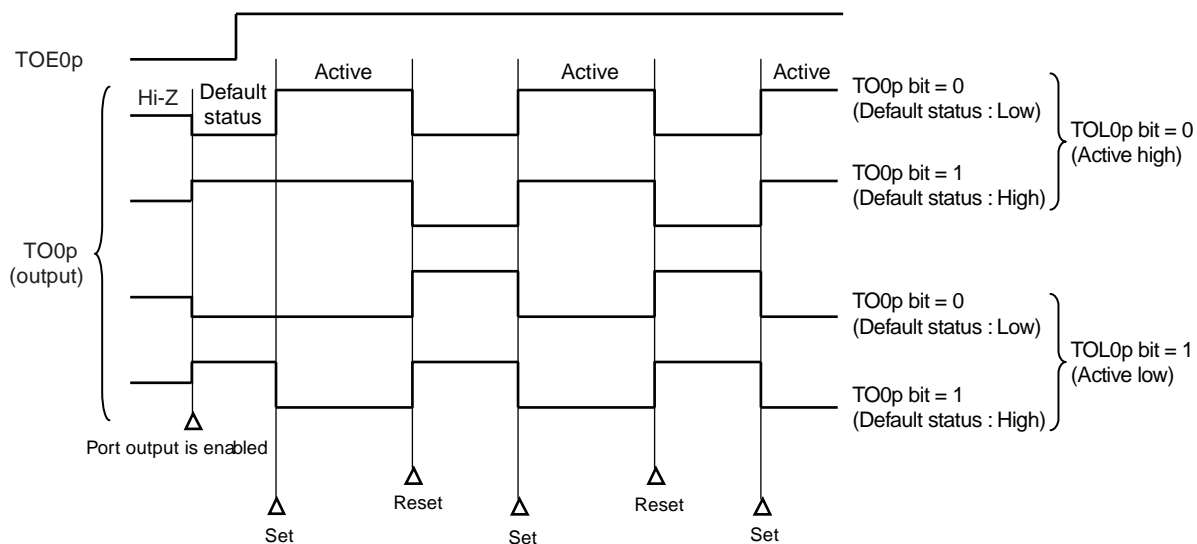 TOE0p
Active
Active
Active
Hi-Z
Default
status
TO0p bit = 0
(Default status : Low)
TOL0p bit = 0
(Active high)
TO0p bit = 1
(Default status : High)
TO0p
(output)
TO0p bit = 0
(Default status : Low)
TOL0p bit = 1
(Active low)
TO0p bit = 1
(Default status : High)
Port output is enabled
Reset
Reset
Set
Set
Set